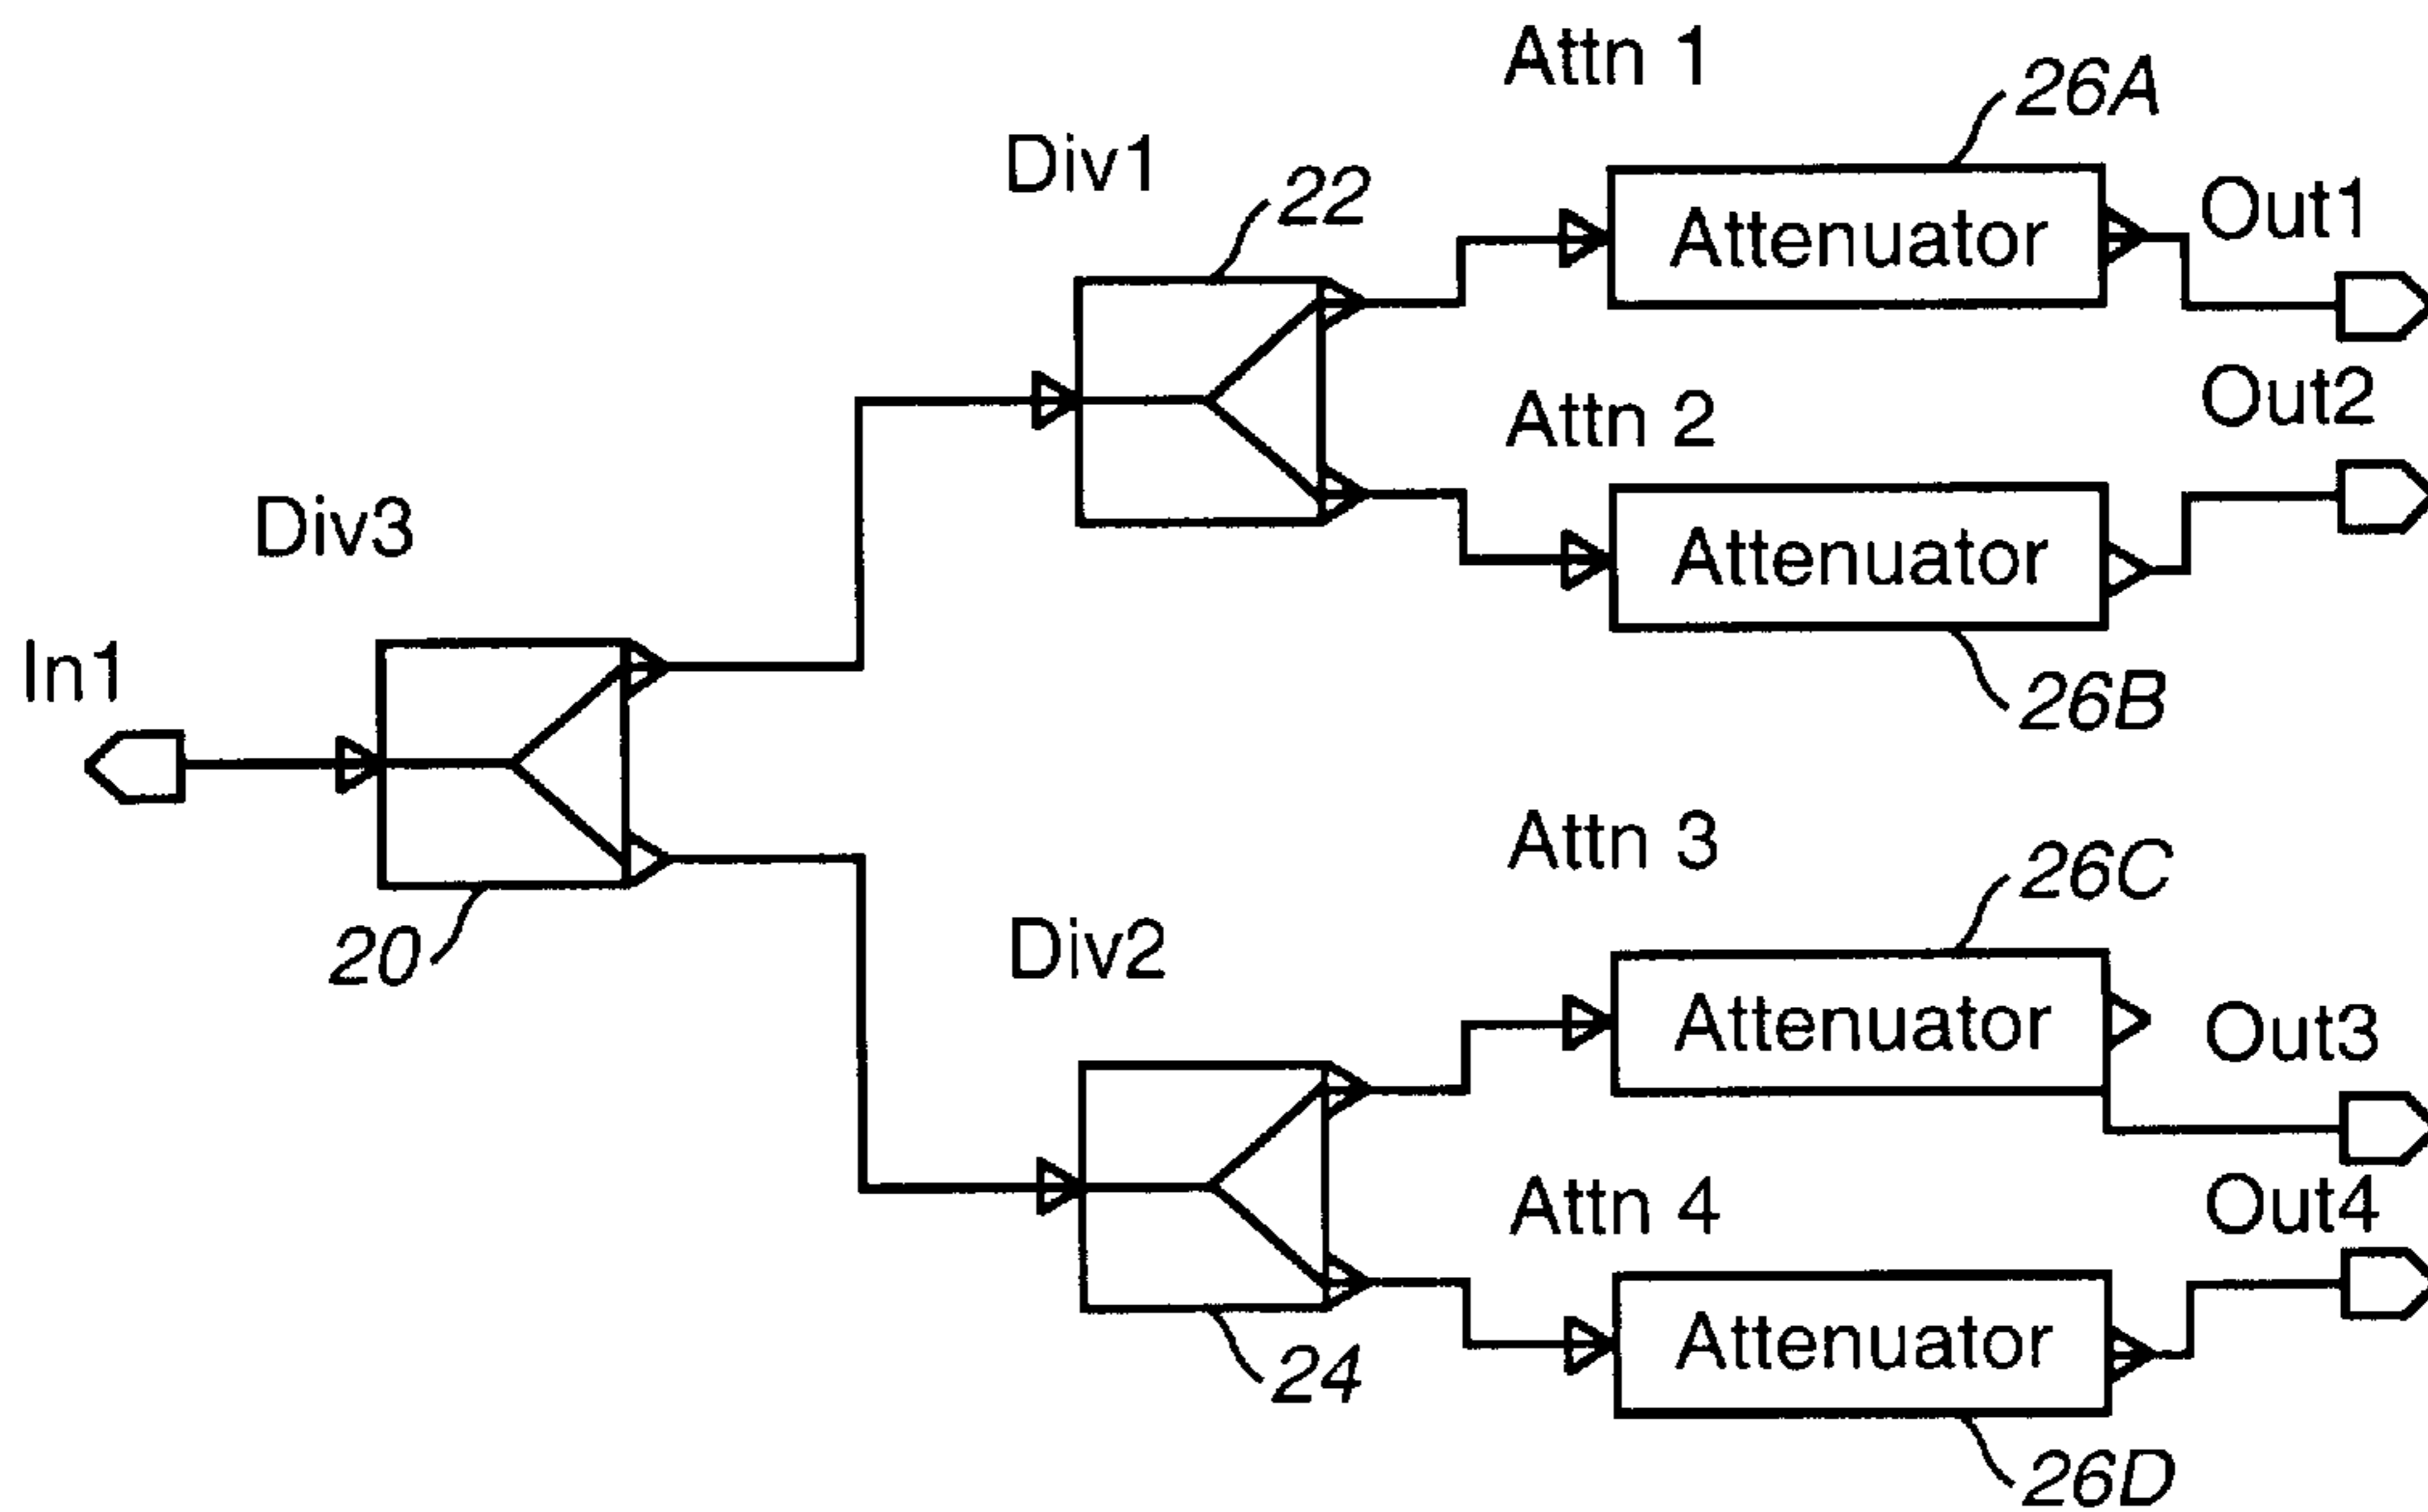 Attn 1
26A
Div1
22
Attenuator
Out1
Attn 2
Out2
Div3
Attenuator
In1
26B
Attn 3
26C
20
Div2
Attenuator
Out3
Attn 4
Out4
24
Attenuator
26D